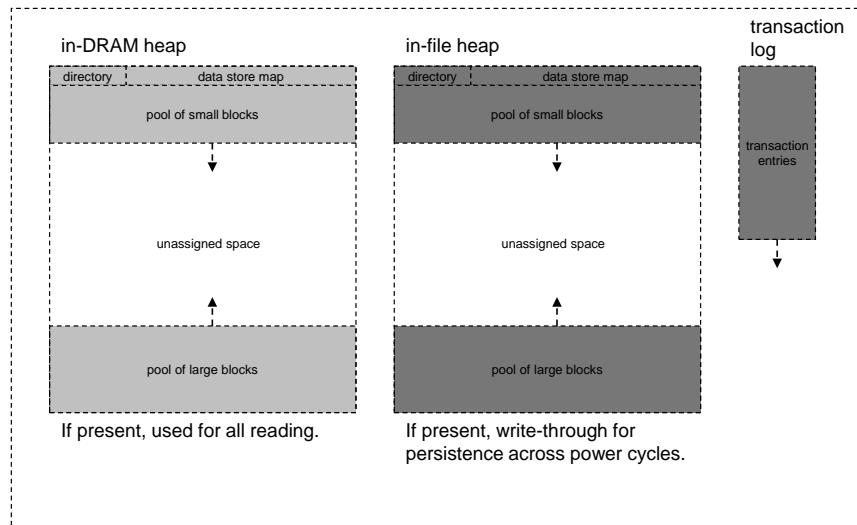 in-DRAM heap
directory
data store map
pool of small blocks
unassigned space
pool of large blocks
If present, used for all reading.
in-file heap
directory
data store map
pool of small blocks
unassigned space
pool of large blocks
If present, write-through for
persistence across power cycles.
transaction
log
transaction
entries